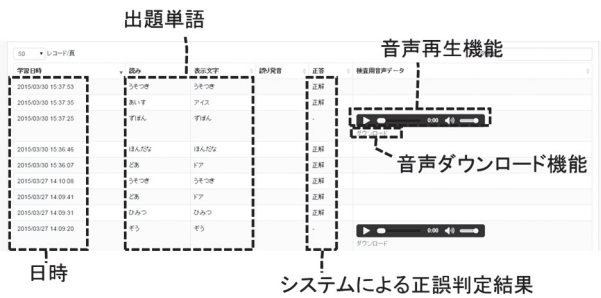 出題単語
音声再生機能
50 レコード/頁
学習日時 読み 表示文字 誤り発音 正答 検査用音声データ
2015/03/30 15:37:53 うそつき うそつき 正解
2015/03/30 15:37:35 あいす アイス 正解
2015/03/30 15:37:25 ずぼん ずぼん - 0:00
ダウンロード
音声ダウンロード機能
2015/03/30 15:36:46 ほんだな ほんだな 正解
2015/03/30 15:36:07 どあ ドア 正解
2015/03/27 14:10:08 うそつき うそつき 正解
2015/03/27 14:09:41 どあ ドア 正解
2015/03/27 14:09:31 ひみつ ひみつ 正解
2015/03/27 14:09:20 ぞう ぞう - 0:00
ダウンロード
日時
システムによる正誤判定結果